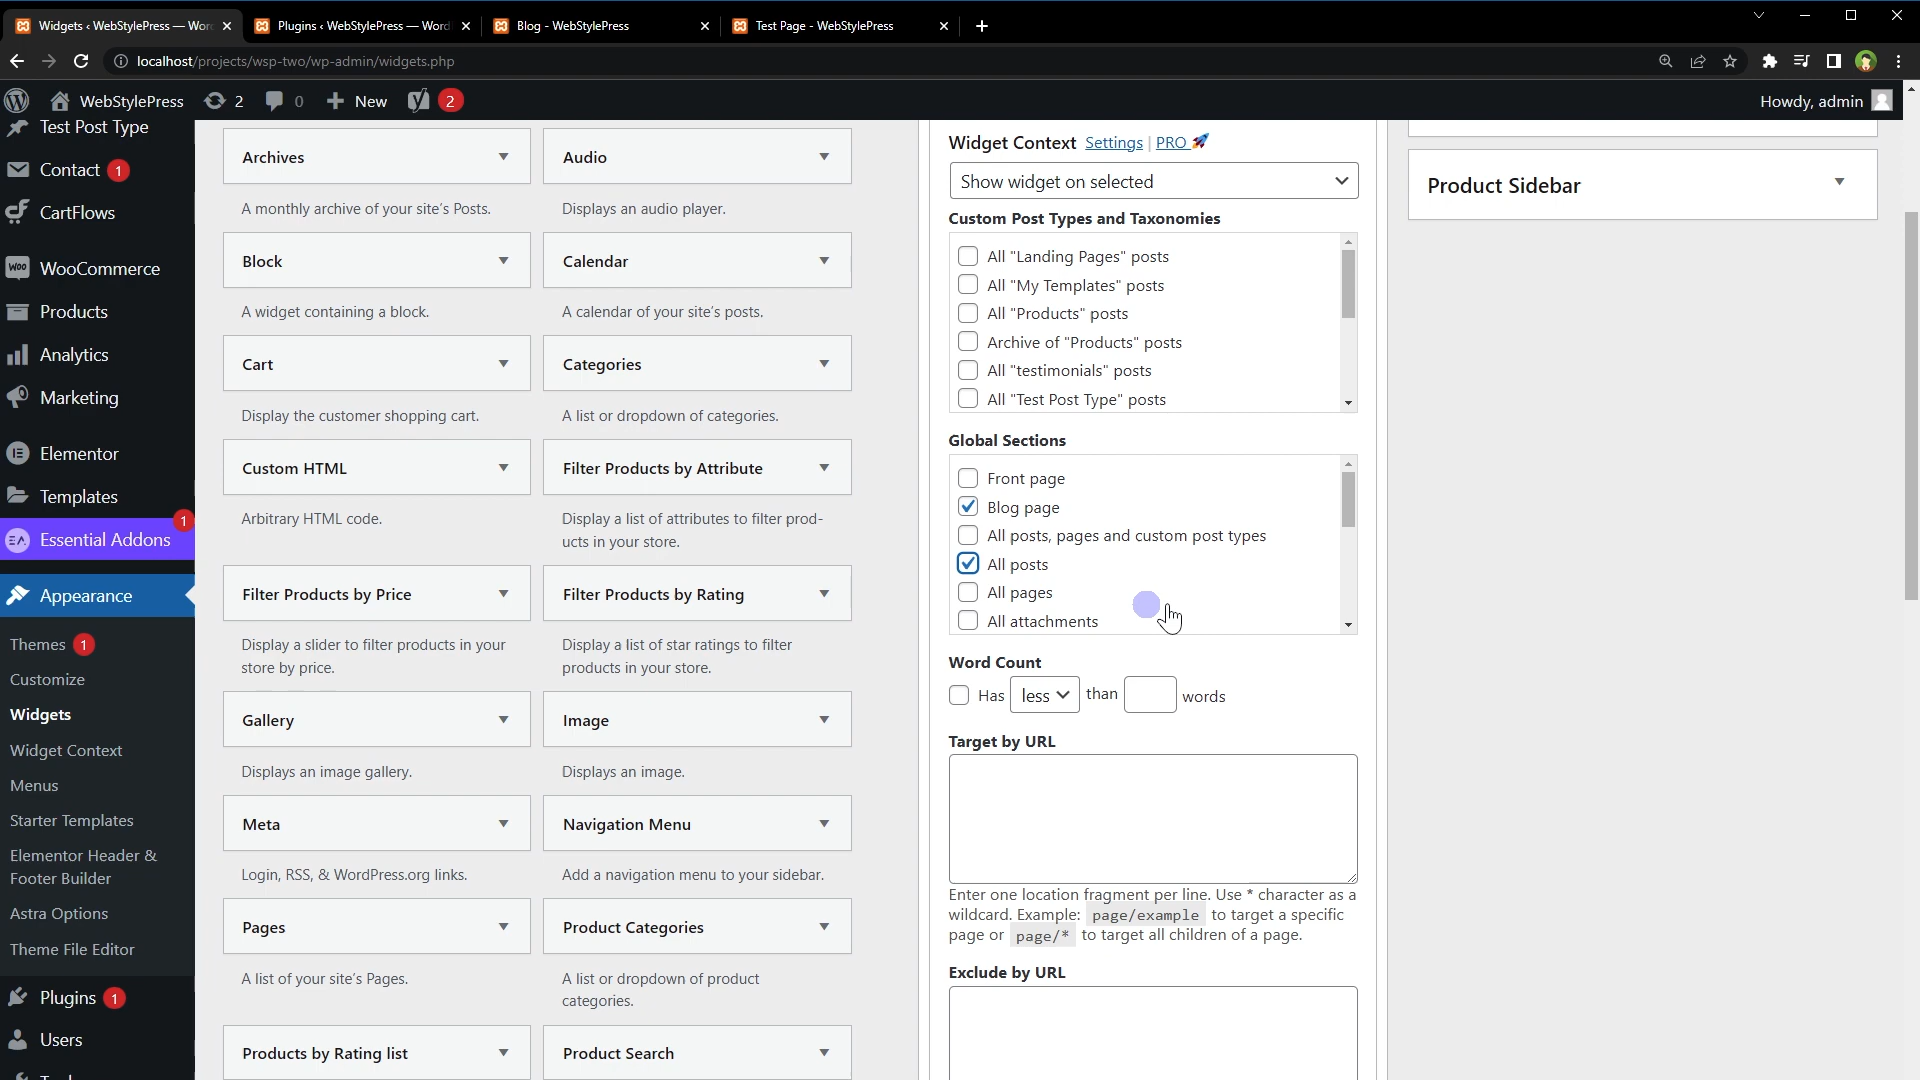 Widgets ‹ WebStylePress — Wor
Plugins ‹ WebStylePress — Word
Blog - WebStylePress
Test Page - WebStylePress
localhost/projects/wsp-two/wp-admin/widgets.php
WebStylePress
2
0
New
2
Howdy, admin
Test Post Type
Contact 1
CartFlows
Woo WooCommerce
Products
Analytics
Marketing
Elementor
Templates
1
EA Essential Addons
Appearance
Themes 1
Customize
Widgets
Widget Context
Menus
Starter Templates
Elementor Header &
Footer Builder
Astra Options
Theme File Editor
Plugins 1
Users
Archives
A monthly archive of your site's Posts.
Audio
Displays an audio player.
Block
A widget containing a block.
Calendar
A calendar of your site's posts.
Cart
Display the customer shopping cart.
Categories
A list or dropdown of categories.
Custom HTML
Arbitrary HTML code.
Filter Products by Attribute
Display a list of attributes to filter prod-
ucts in your store.
Filter Products by Price
Display a slider to filter products in your
store by price.
Filter Products by Rating
Display a list of star ratings to filter
products in your store.
Gallery
Displays an image gallery.
Image
Displays an image.
Meta
Login, RSS, & WordPress.org links.
Navigation Menu
Add a navigation menu to your sidebar.
Pages
A list of your site's Pages.
Product Categories
A list or dropdown of product
categories.
Products by Rating list
Product Search
Widget Context Settings | PRO 🚀
Show widget on selected
Custom Post Types and Taxonomies
All "Landing Pages" posts
All "My Templates" posts
All "Products" posts
Archive of "Products" posts
All "testimonials" posts
All "Test Post Type" posts
Global Sections
Front page
Blog page
All posts, pages and custom post types
All posts
All pages
All attachments
Word Count
Has less than words
Target by URL
Enter one location fragment per line. Use * character as a
wildcard. Example: page/example to target a specific
page or page/* to target all children of a page.
Exclude by URL
Product Sidebar